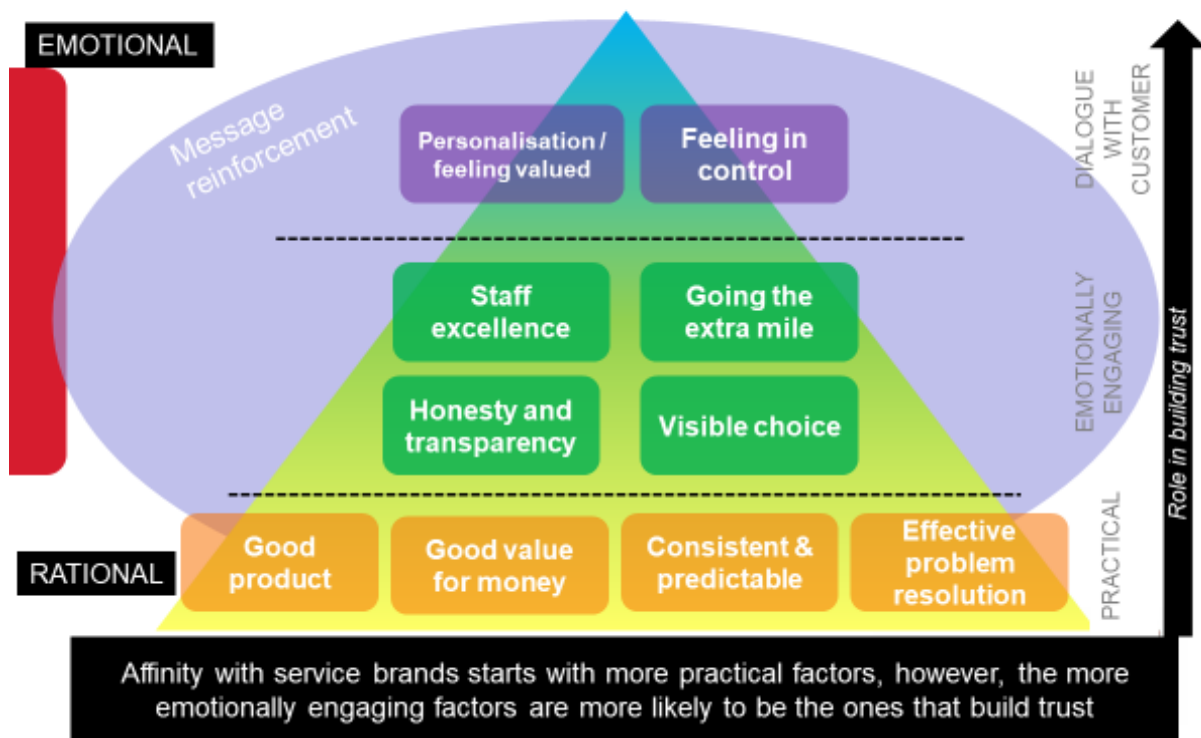 EMOTIONAL
Message
reinforcement
Personalisation /
feeling valued
Feeling in
control
DIALOGUE
WITH
CUSTOMER
Staff
excellence
Going the
extra mile
Honesty and
transparency
Visible choice
EMOTIONALLY
ENGAGING
Role in building trust
RATIONAL
Good
product
Good value
for money
Consistent &
predictable
Effective
problem
resolution
PRACTICAL
Affinity with service brands starts with more practical factors, however, the more
emotionally engaging factors are more likely to be the ones that build trust